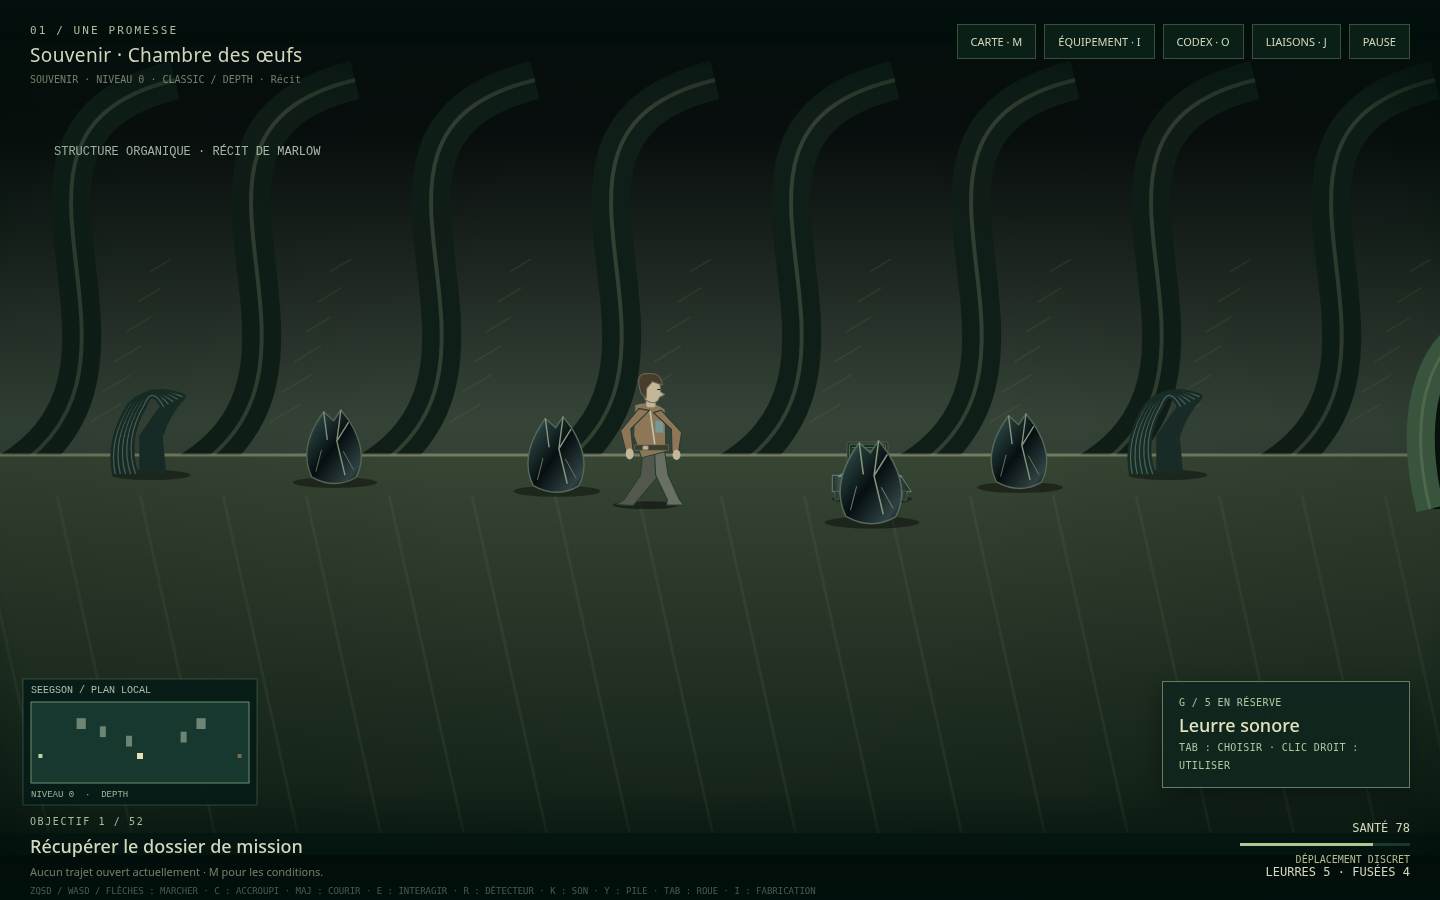 01 / UNE PROMESSE
Souvenir · Chambre des œufs
SOUVENIR · NIVEAU 0 · CLASSIC / DEPTH · Récit
CARTE · M
ÉQUIPEMENT · I
CODEX · O
LIAISONS · J
PAUSE
STRUCTURE ORGANIQUE · RÉCIT DE MARLOW
SEEGSON / PLAN LOCAL
NIVEAU 0 · DEPTH
G / 5 EN RÉSERVE
Leurre sonore
TAB : CHOISIR · CLIC DROIT :
UTILISER
OBJECTIF 1 / 52
Récupérer le dossier de mission
Aucun trajet ouvert actuellement · M pour les conditions.
ZQSD / WASD / FLÈCHES : MARCHER · C : ACCROUPI · MAJ : COURIR · E : INTERAGIR · R : DÉTECTEUR · K : SON · Y : PILE · TAB : ROUE · I : FABRICATION
SANTÉ 78
DÉPLACEMENT DISCRET
LEURRES 5 · FUSÉES 4